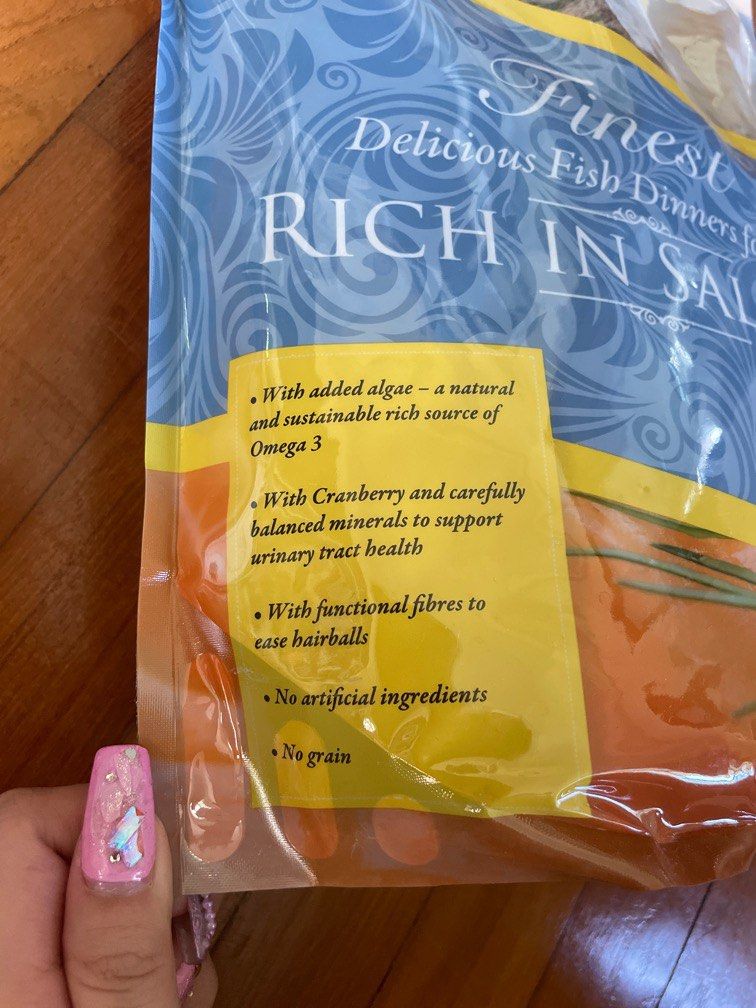 Finest
Delicious Fish Dinners
RICH IN
• With added algae – a natural
and sustainable rich source of
Omega 3
• With Cranberry and carefully
balanced minerals to support
urinary tract health
• With functional fibres to
ease hairballs
• No artificial ingredients
• No grain